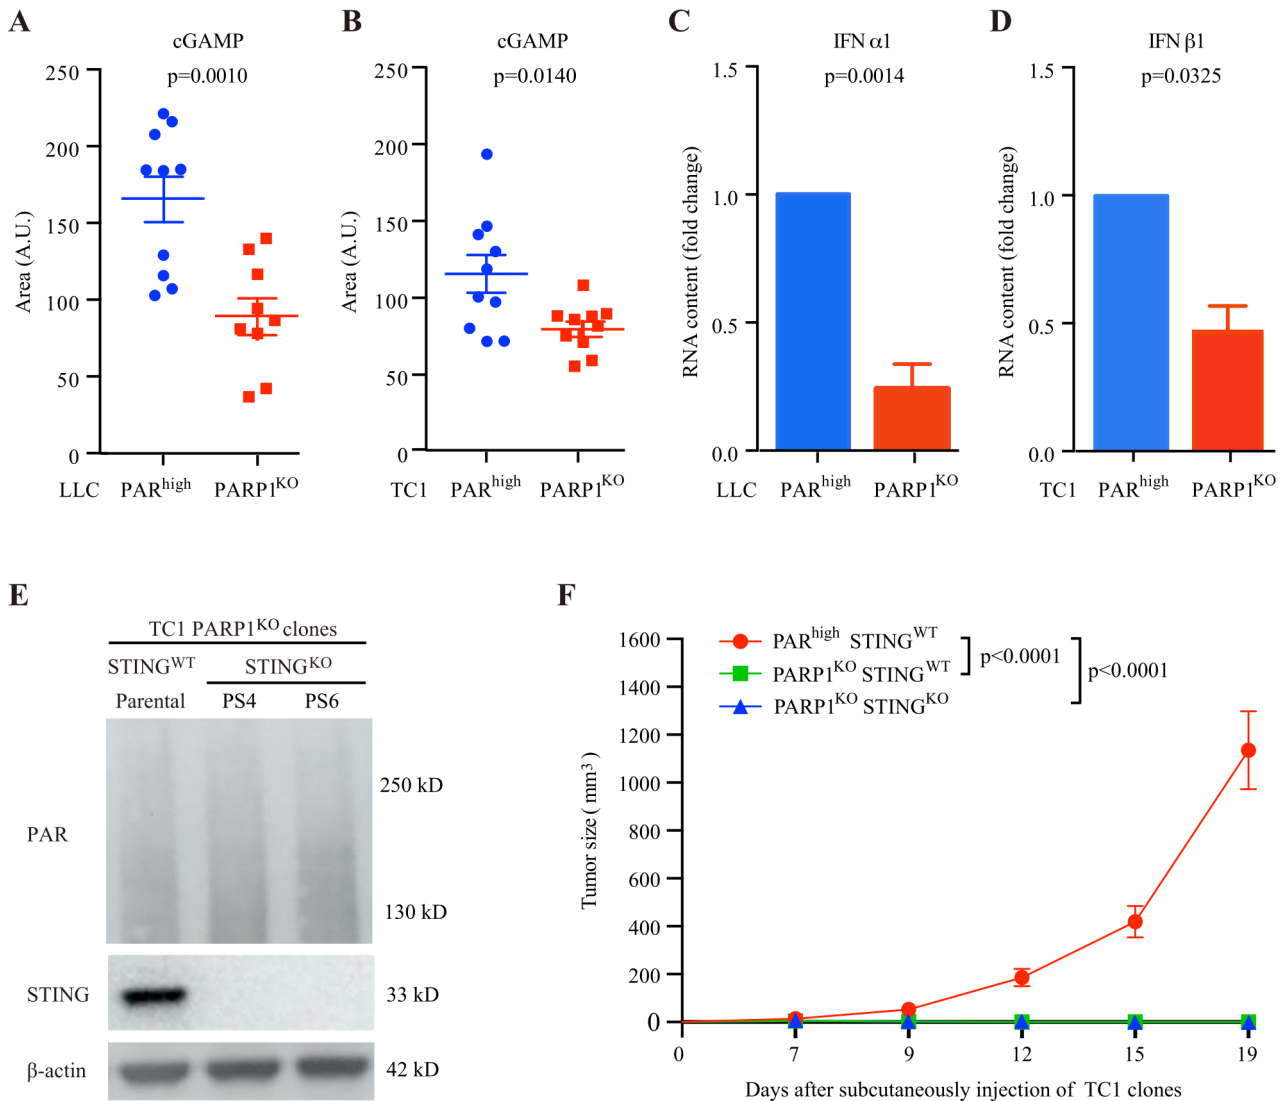 A
cGAMP
p=0.0010
250
200
150
100
50
0
Area (A.U.)
LLC PARhigh PARP1KO
B
cGAMP
p=0.0140
250
200
150
100
50
0
Area (A.U.)
TC1 PARhigh PARP1KO
C
IFN α1
p=0.0014
1.5
1.0
0.5
0.0
RNA content (fold change)
LLC PARhigh PARP1KO
D
IFN β1
p=0.0325
1.5
1.0
0.5
0.0
RNA content (fold change)
TC1 PARhigh PARP1KO
E
TC1 PARP1KO clones
STINGWT STINGKO
Parental PS4 PS6
250 kD
PAR
130 kD
STING 33 kD
β-actin 42 kD
F
PARhigh STINGWT
PARP1KO STINGWT
PARP1KO STINGKO
p<0.0001
p<0.0001
1600
1400
1200
1000
800
600
400
200
0
Tumor size ( mm3 )
0 7 9 12 15 19
Days after subcutaneously injection of TC1 clones